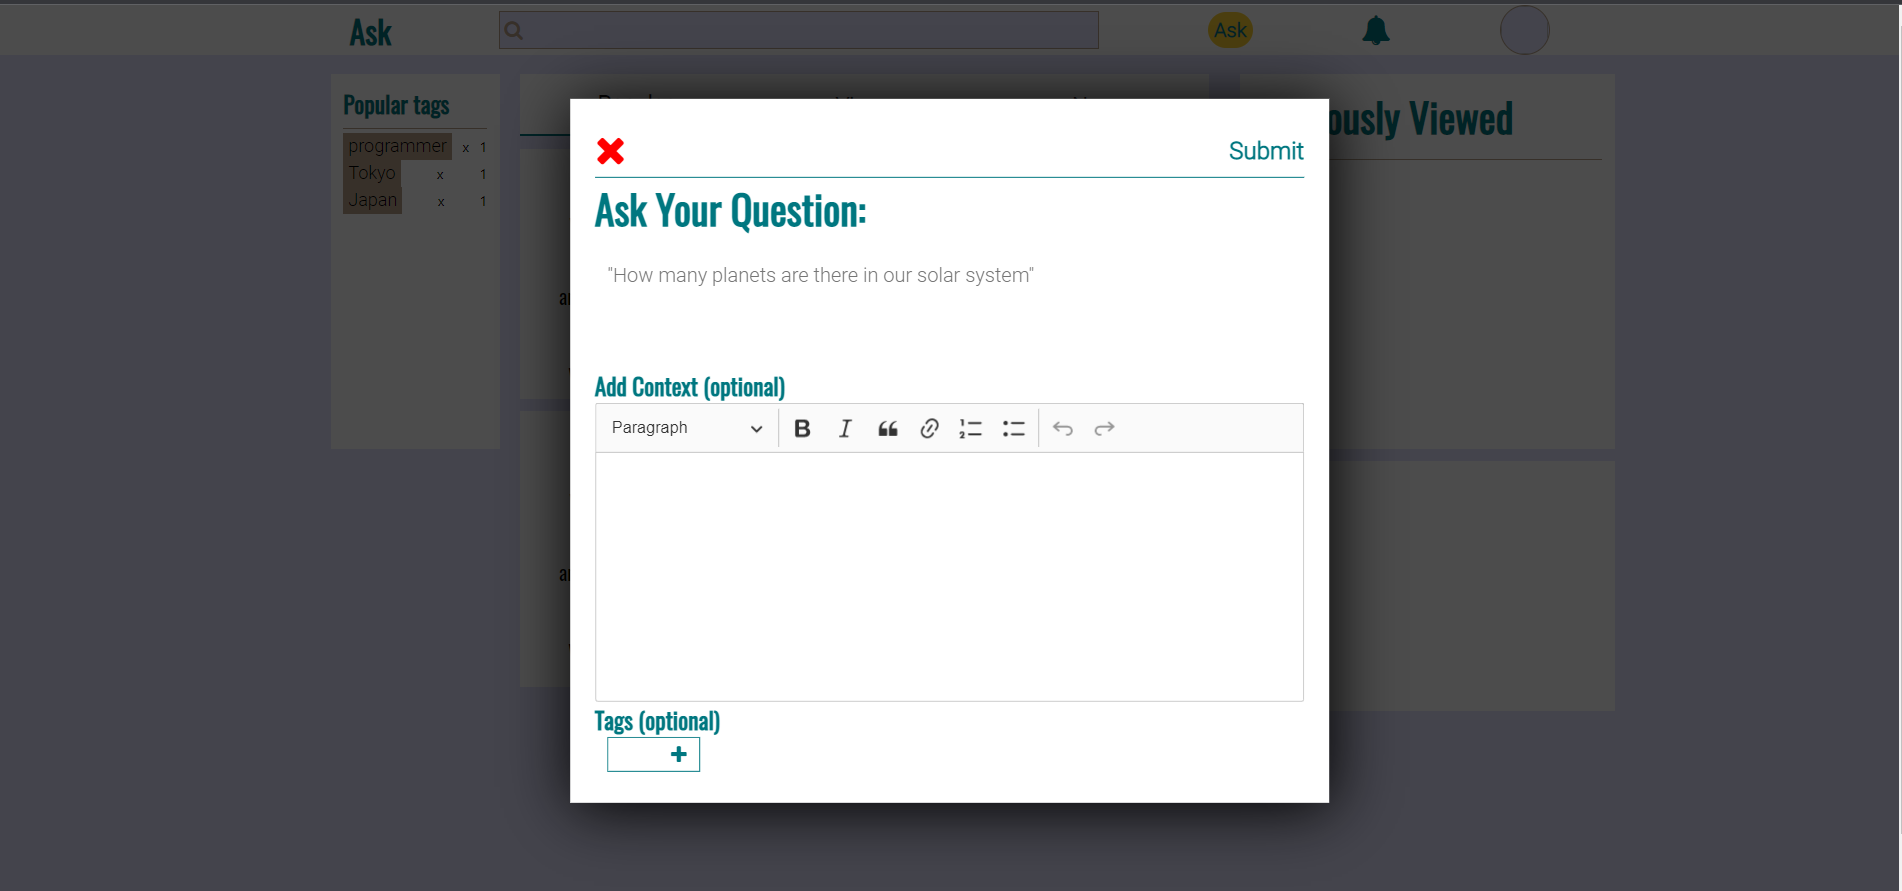 Ask
Ask
Popular tags
programmer x 1
Tokyo x 1
Japan x 1
Viewed
Submit
Ask Your Question:
"How many planets are there in our solar system"
Add Context (optional)
Paragraph
Tags (optional)